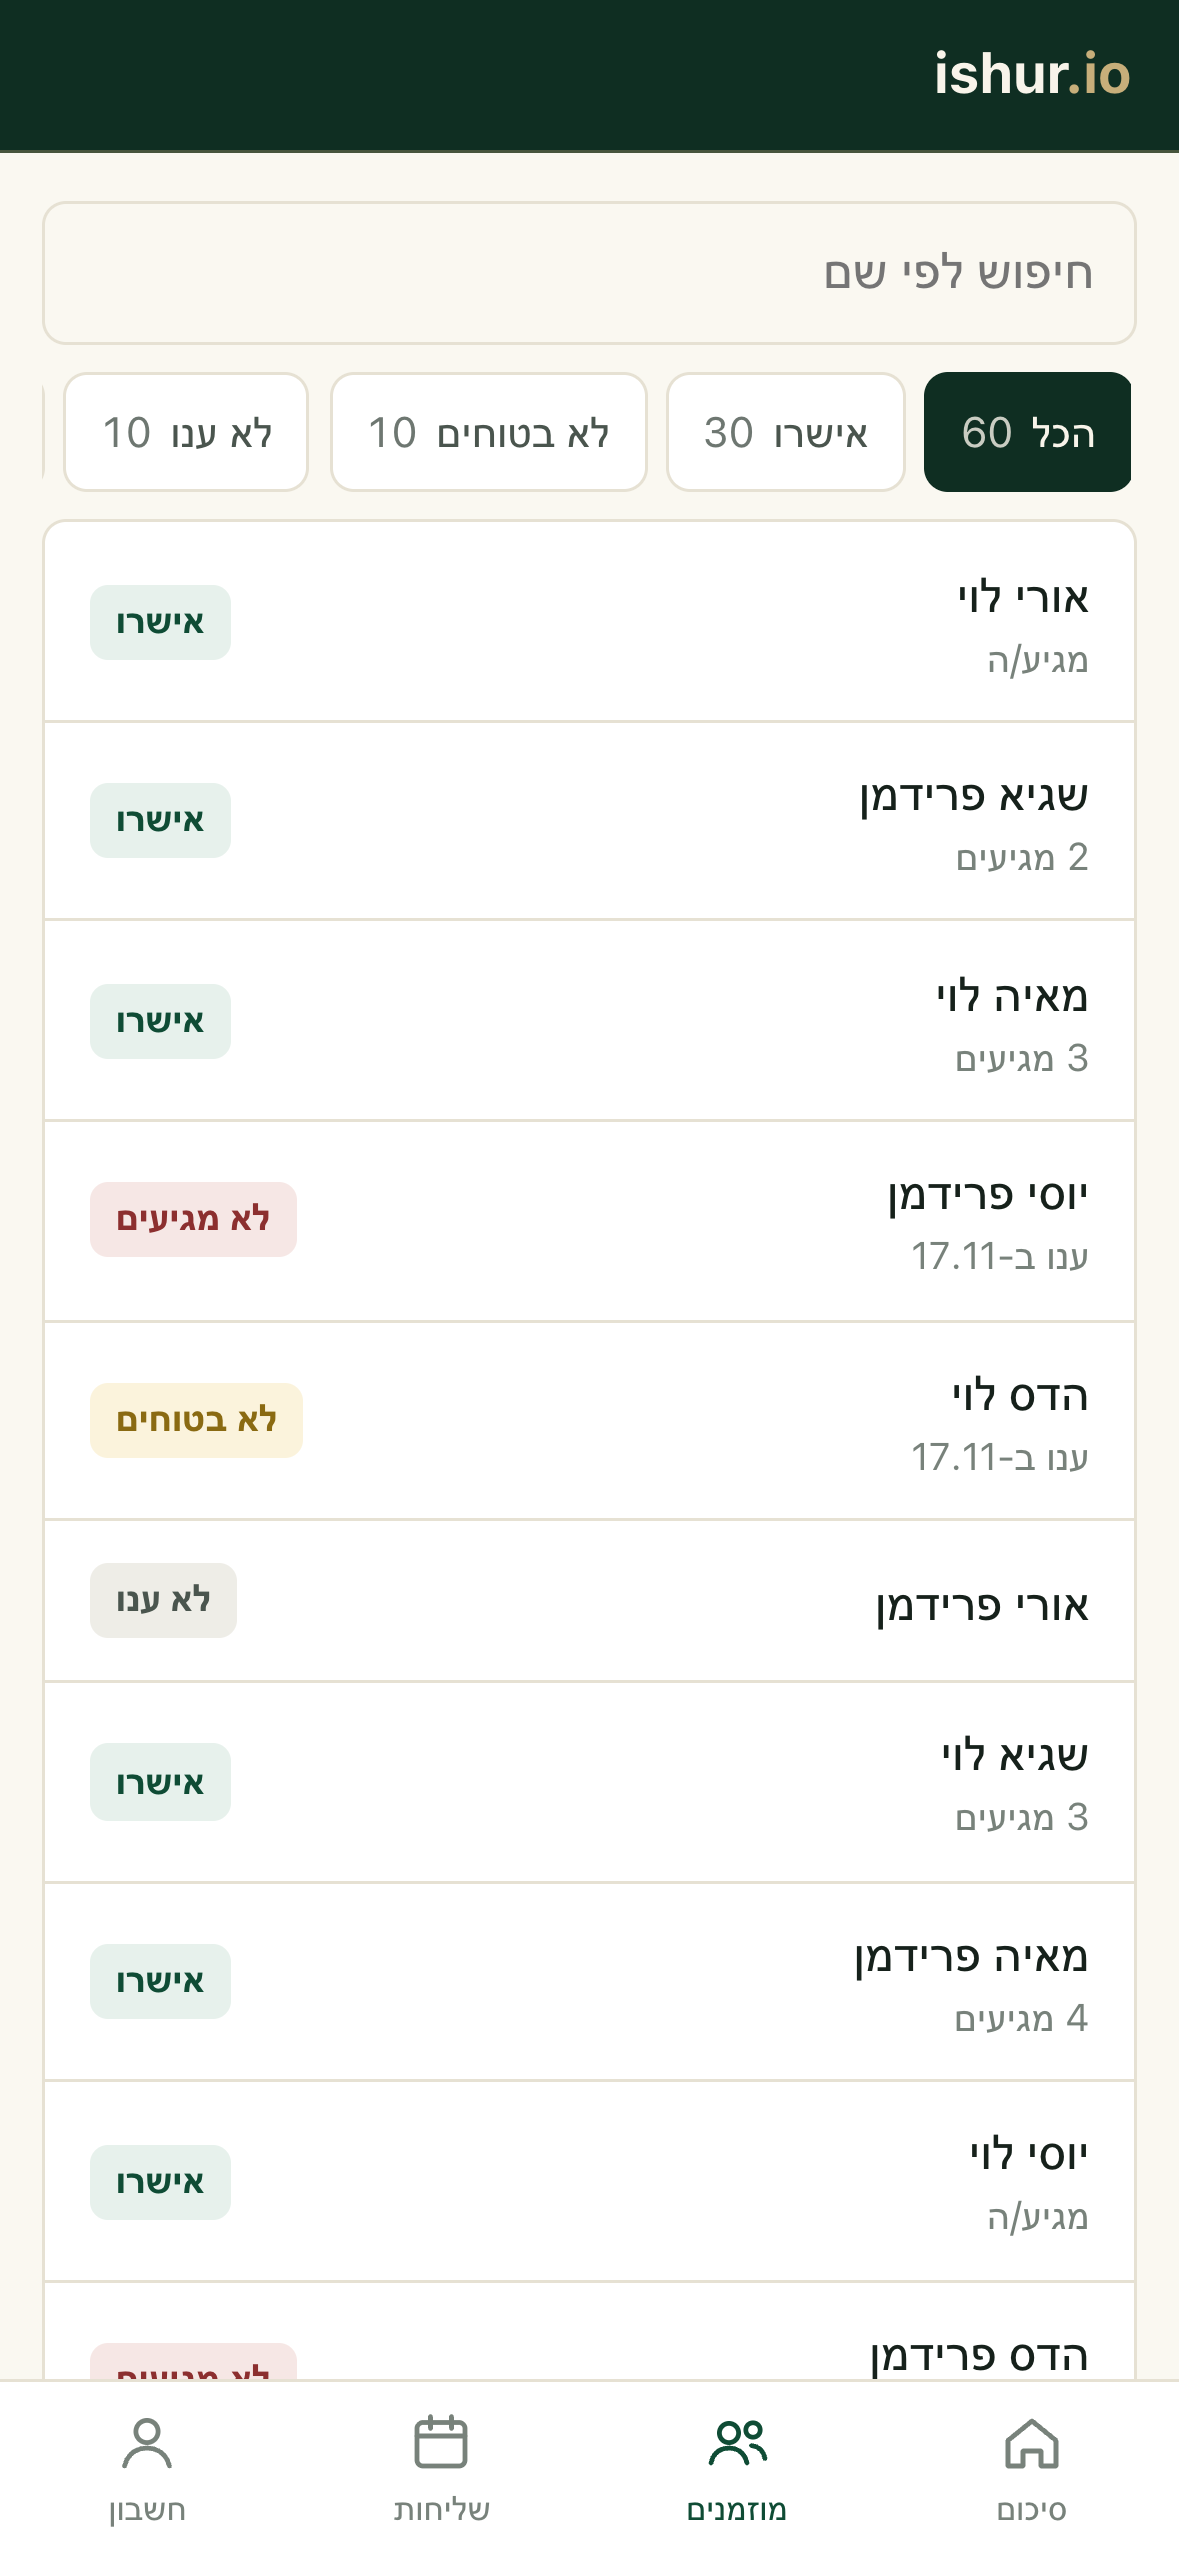 ishur.io
חיפוש לפי שם
הכל 60
אישרו 30
לא בטוחים 10
לא ענו 10
אורי לוי
מגיע/ה
אישרו
שגיא פרידמן
2 מגיעים
אישרו
מאיה לוי
3 מגיעים
אישרו
יוסי פרידמן
ענו ב-17.11
לא מגיעים
הדס לוי
ענו ב-17.11
לא בטוחים
אורי פרידמן
לא ענו
שגיא לוי
3 מגיעים
אישרו
מאיה פרידמן
4 מגיעים
אישרו
יוסי לוי
מגיע/ה
אישרו
הדס פרידמן
לא מגיעים
סיכום
מוזמנים
שליחות
חשבון